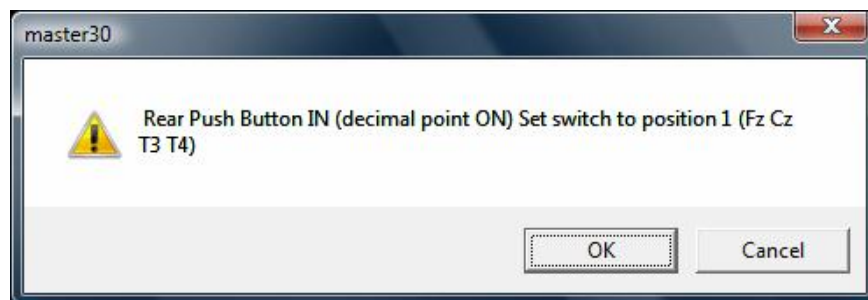 master30
Rear Push Button IN (decimal point ON) Set switch to position 1 (Fz Cz
T3 T4)
OK
Cancel